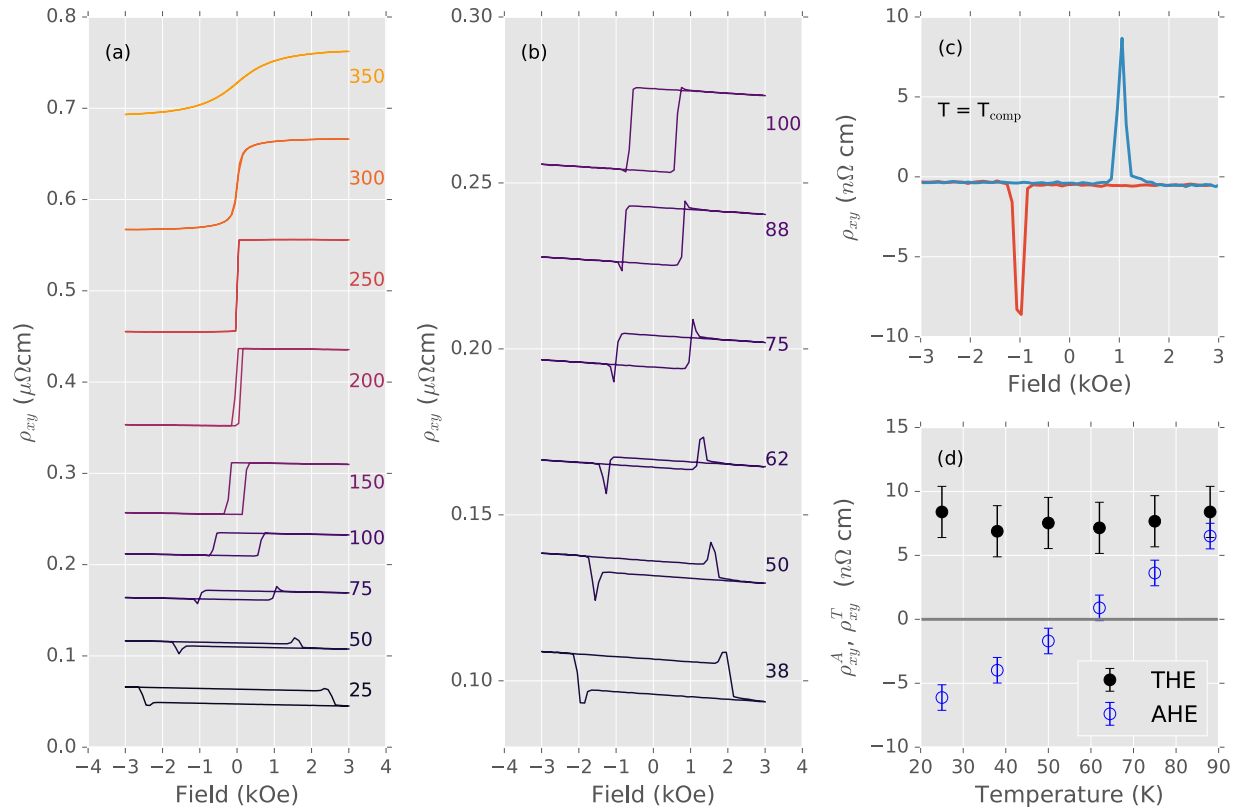 (a)
0.8
0.7
0.6
0.5
0.4
0.3
0.2
0.1
0.0
ρxy (μΩcm)
350
300
250
200
150
100
75
50
25
−4 −3 −2 −1 0 1 2 3 4
Field (kOe)
(b)
0.30
0.25
0.20
0.15
0.10
ρxy (μΩcm)
100
88
75
62
50
38
−4 −3 −2 −1 0 1 2 3 4
Field (kOe)
(c)
10
5
0
−5
−10
ρxy (nΩ cm)
T = Tcomp
−3 −2 −1 0 1 2 3
Field (kOe)
(d)
15
10
5
0
−5
−10
ρAxy, ρTxy (nΩ cm)
THE
AHE
20 30 40 50 60 70 80 90
Temperature (K)